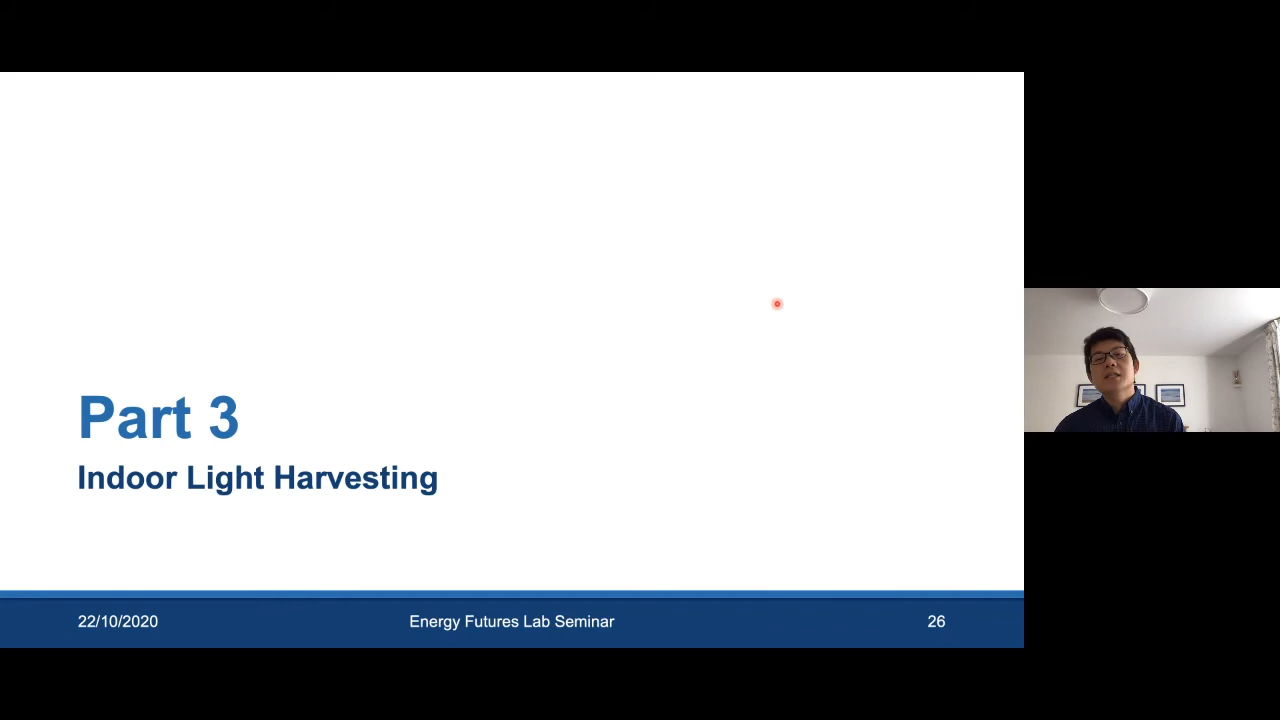 Part 3
Indoor Light Harvesting
22/10/2020
Energy Futures Lab Seminar
26